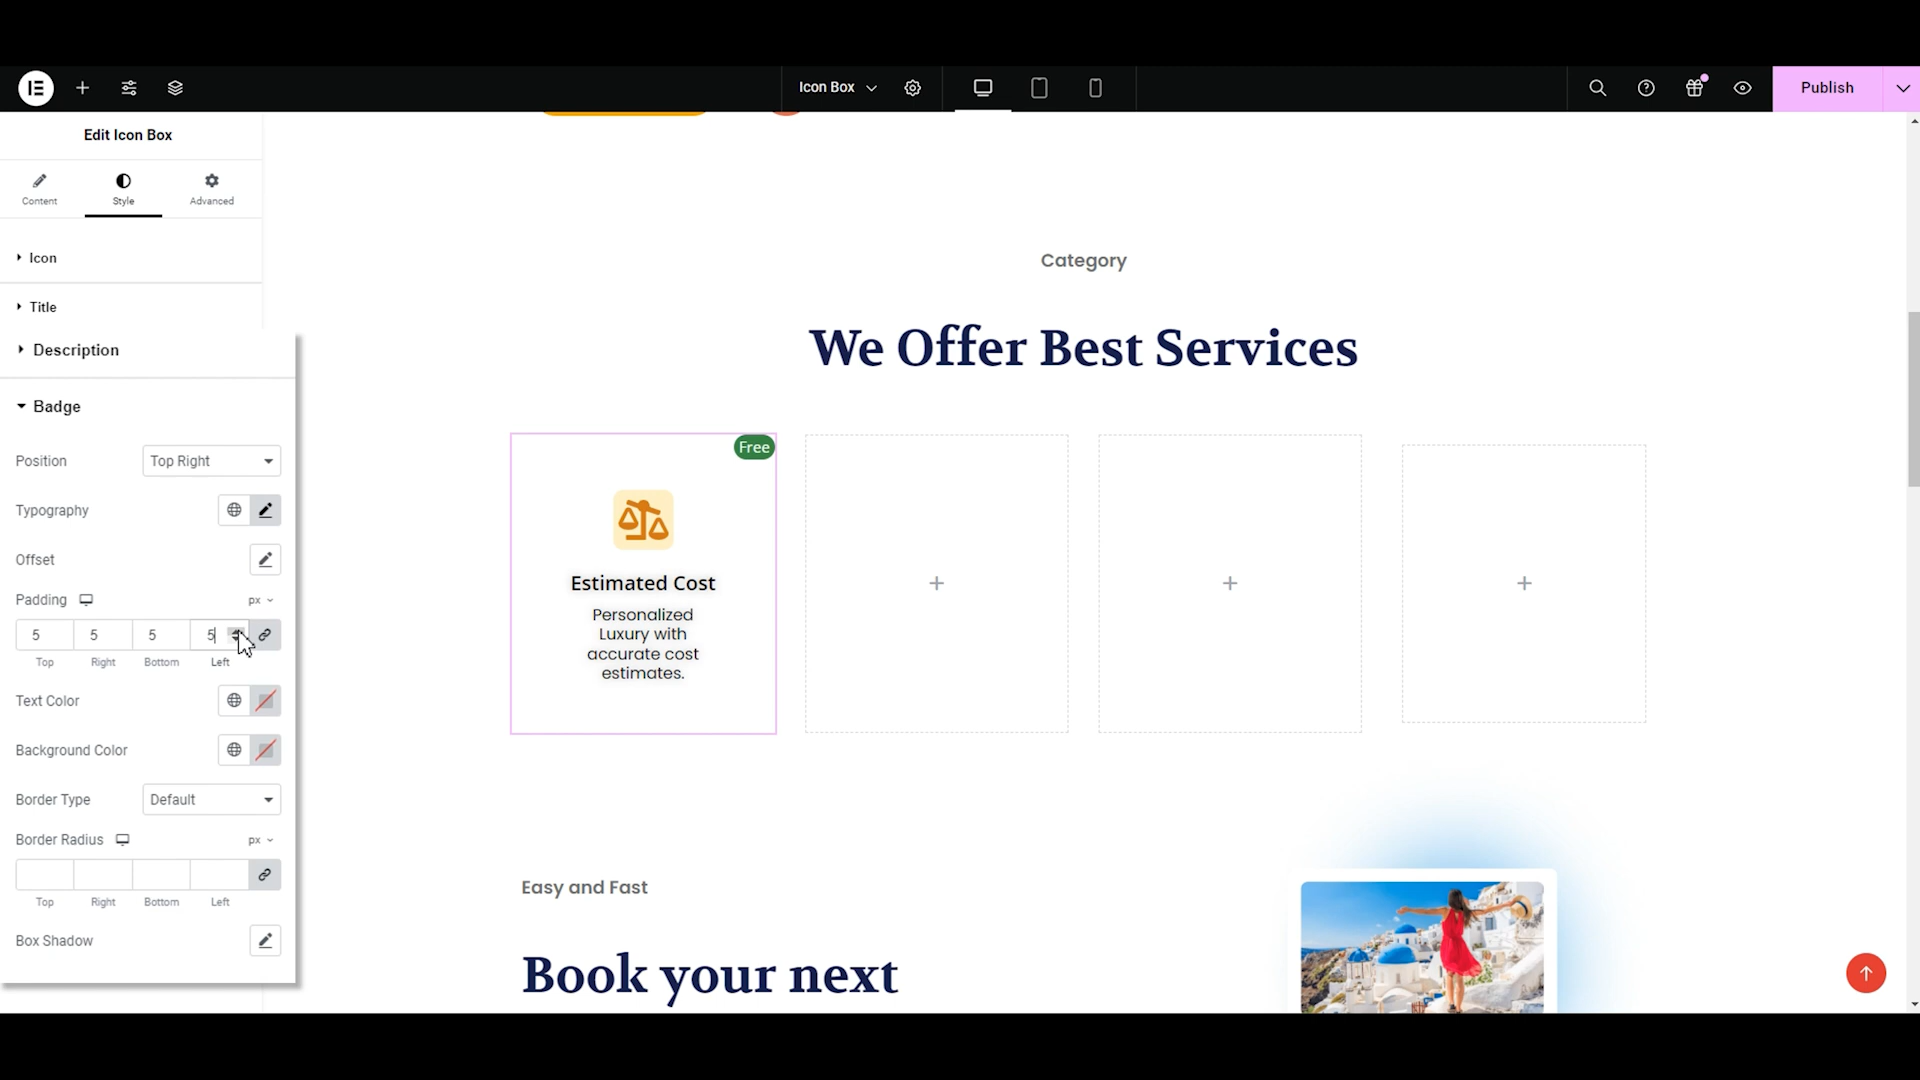 Icon Box
Publish
Edit Icon Box
Content
Style
Advanced
Icon
Title
Description
Badge
Position
Top Right
Typography
Offset
Padding
px
5
5
5
5
Top
Right
Bottom
Left
Text Color
Background Color
Border Type
Default
Border Radius
px
Top
Right
Bottom
Left
Box Shadow
Category
We Offer Best Services
Free
Estimated Cost
Personalized
Luxury with
accurate cost
estimates.
Easy and Fast
Book your next